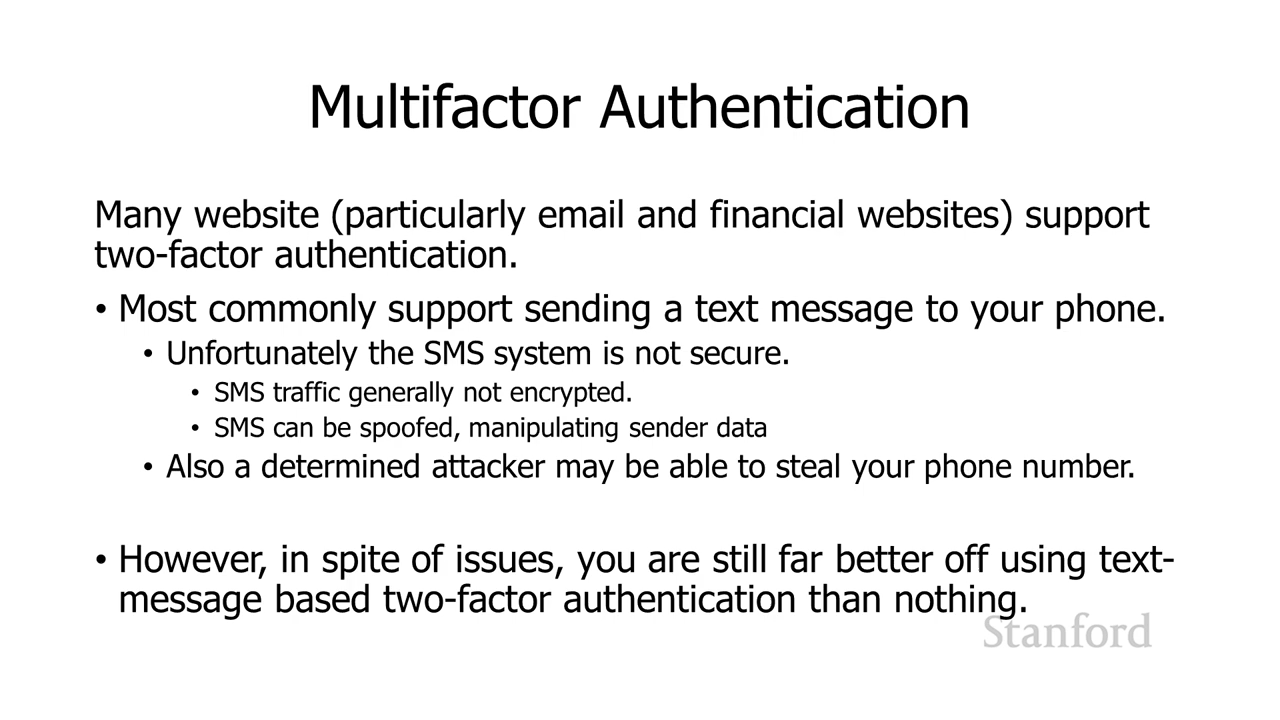 Multifactor Authentication
Many website (particularly email and financial websites) support
two-factor authentication.
• Most commonly support sending a text message to your phone.
• Unfortunately the SMS system is not secure.
• SMS traffic generally not encrypted.
• SMS can be spoofed, manipulating sender data
• Also a determined attacker may be able to steal your phone number.
• However, in spite of issues, you are still far better off using text-
message based two-factor authentication than nothing.
Stanford